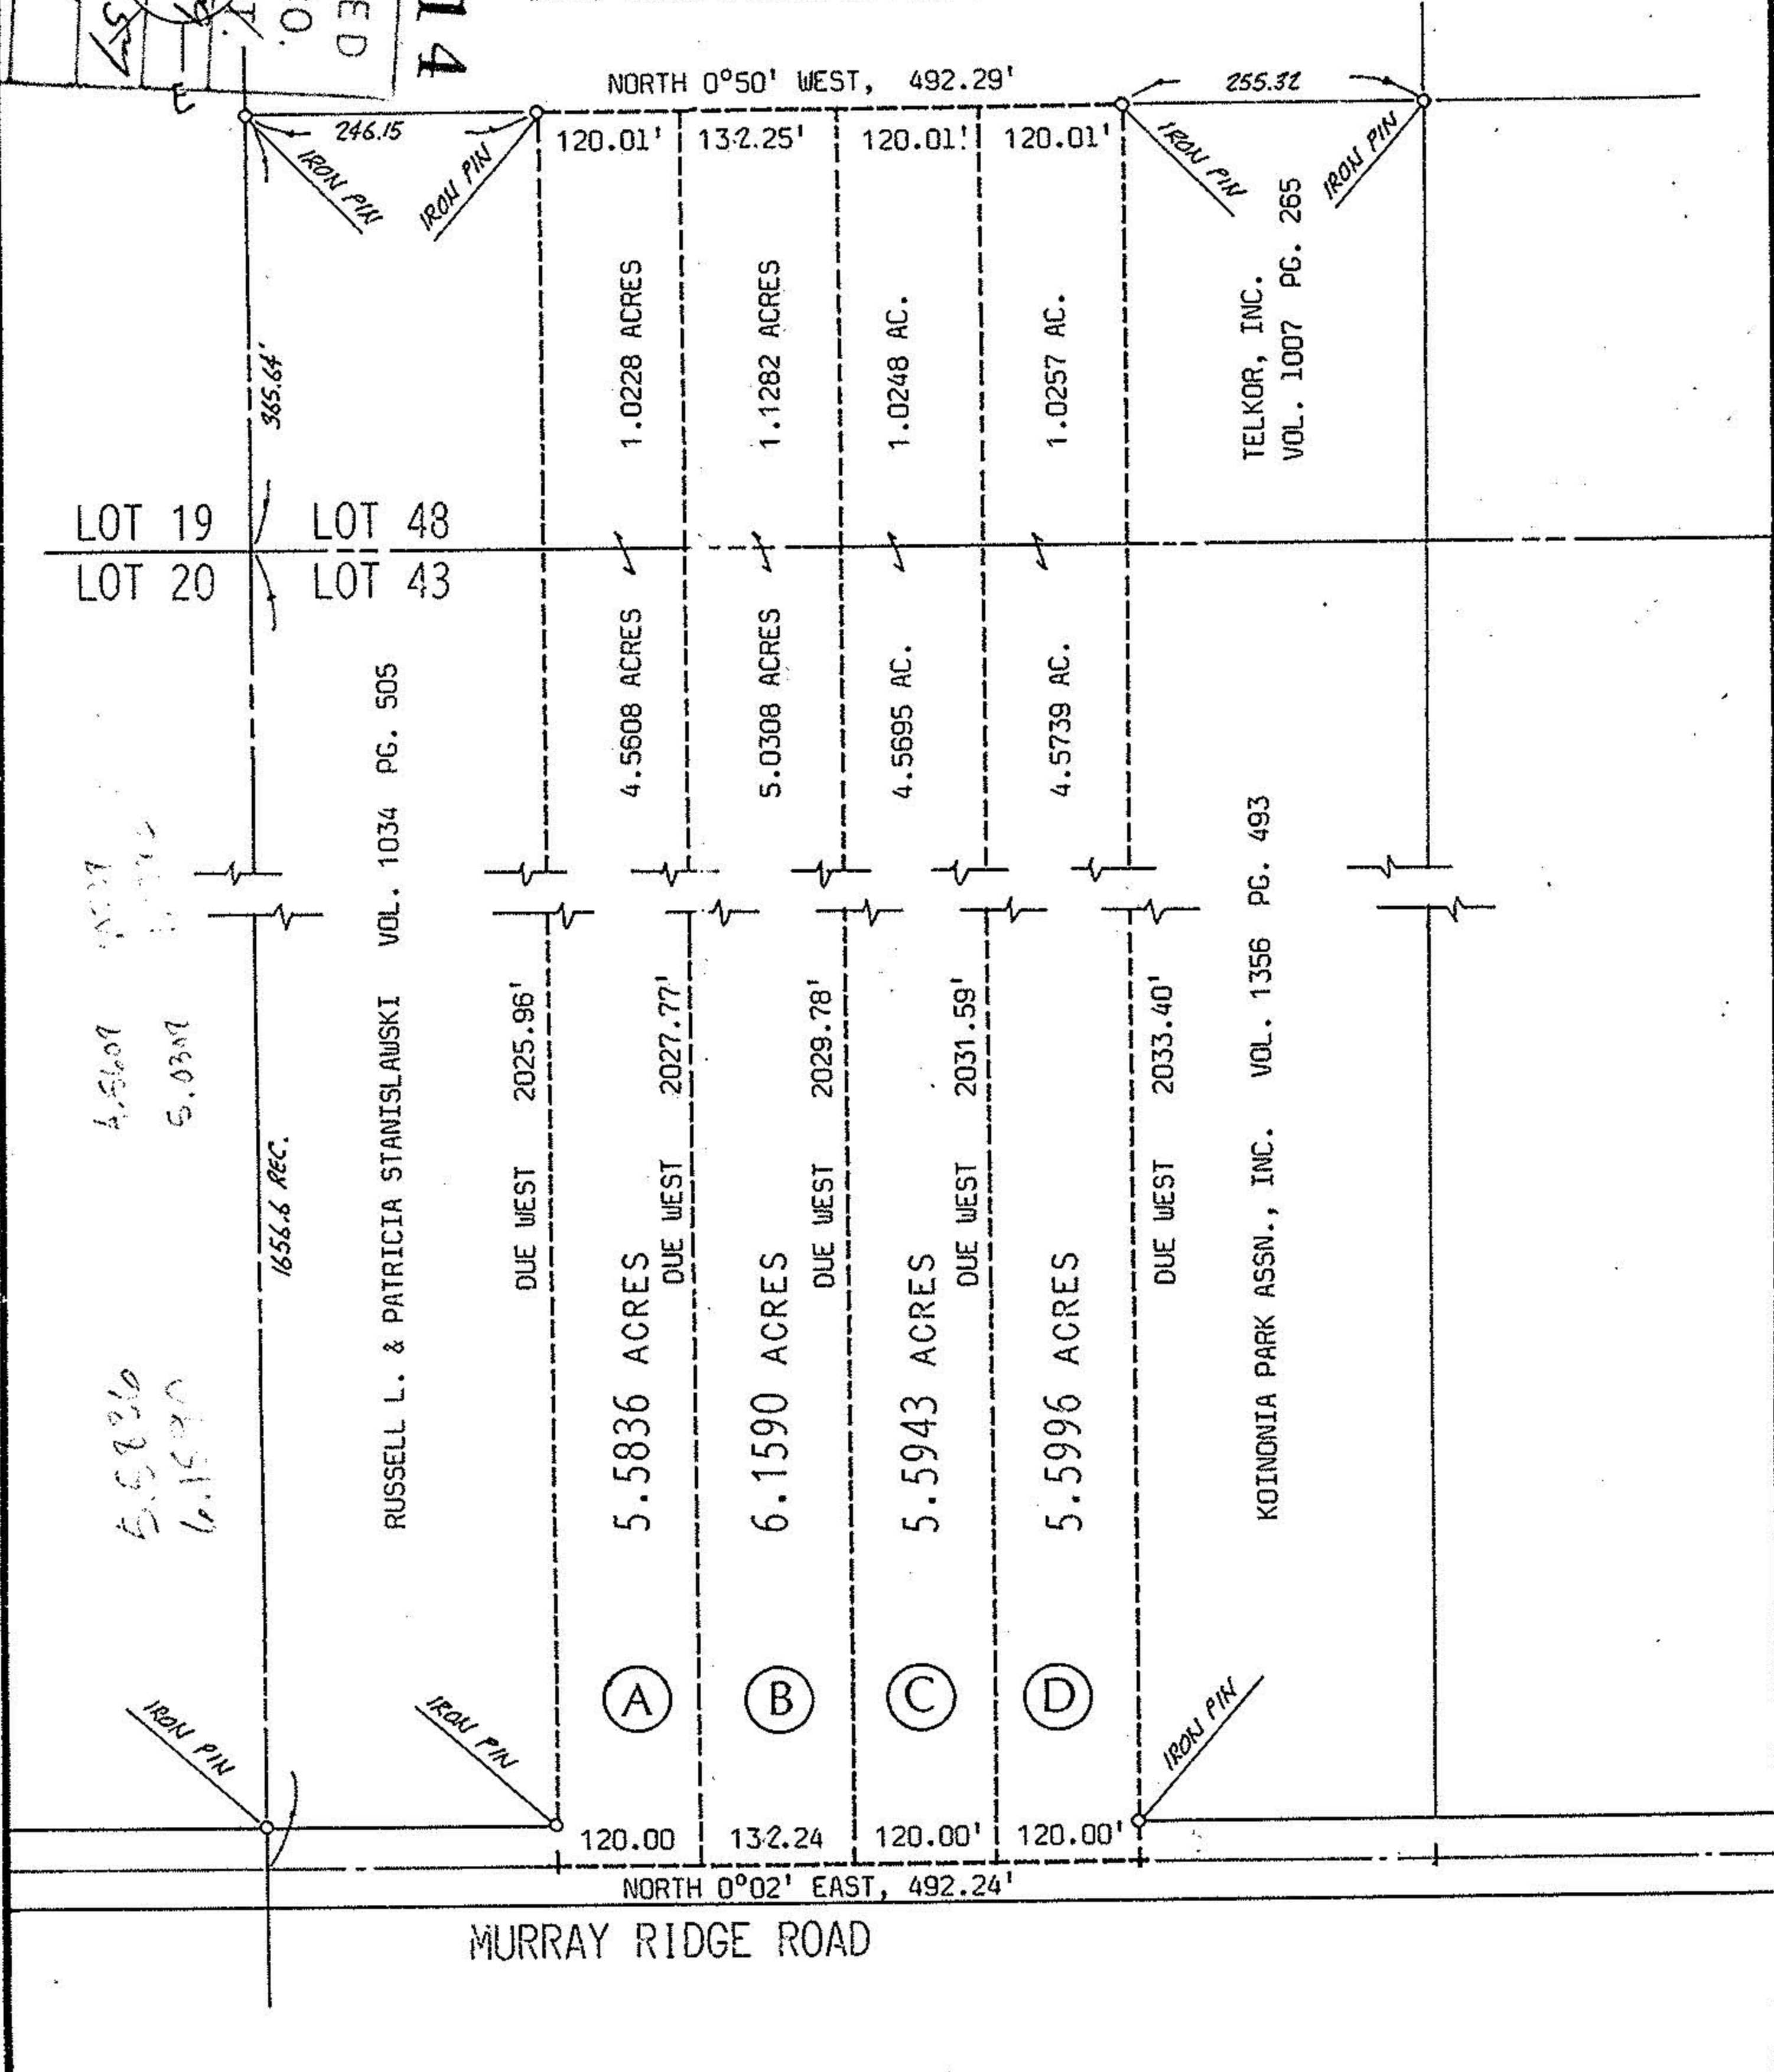 14
ED
CO.
E
NORTH 0°50' WEST, 492.29'
255.32
246.15
120.01'
132.25'
120.01'
120.01'
IRON PIN
IRON PIN
IRON PIN
IRON PIN
365.64'
1.0228 ACRES
1.1282 ACRES
1.0248 AC.
1.0257 AC.
TELKOR, INC.
VOL. 1007 PG. 265
LOT 19
LOT 48
LOT 20
LOT 43
4.5608 ACRES
5.0308 ACRES
4.5695 AC.
4.5739 AC.
RUSSELL L. & PATRICIA STANISLAWSKI VOL. 1034 PG. 505
1656.6 REC.
DUE WEST 2025.96'
DUE WEST 2027.77'
DUE WEST 2029.78'
DUE WEST 2031.59'
DUE WEST 2033.40'
KOINONIA PARK ASSN., INC. VOL. 1356 PG. 493
5.5836 ACRES
6.1590 ACRES
5.5943 ACRES
5.5996 ACRES
IRON PIN
IRON PIN
A
B
C
D
IRON PIN
120.00
132.24
120.00'
120.00'
NORTH 0°02' EAST, 492.24'
MURRAY RIDGE ROAD